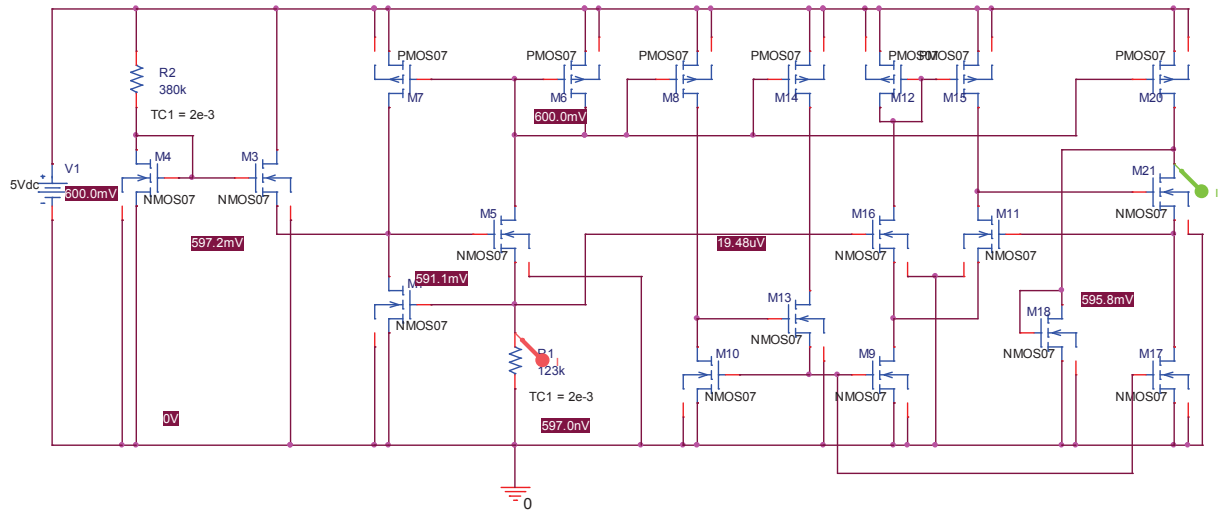 PMOS07
PMOS07
PMOS07
PMOS07
PMOS07
PMOS07
PMOS07
R2
380k
TC1 = 2e-3
M7
M6
M8
M14
M12
M15
M20
600.0mV
V1
5Vdc
600.0mV
M4
NMOS07
M3
NMOS07
M21
NMOS07
597.2mV
M5
NMOS07
19.48uV
M16
NMOS07
M11
NMOS07
591.1mV
NMOS07
M13
NMOS07
595.8mV
M18
NMOS07
R1
123k
TC1 = 2e-3
I
I
M10
NMOS07
M9
NMOS07
M17
NMOS07
0V
597.0nV
0